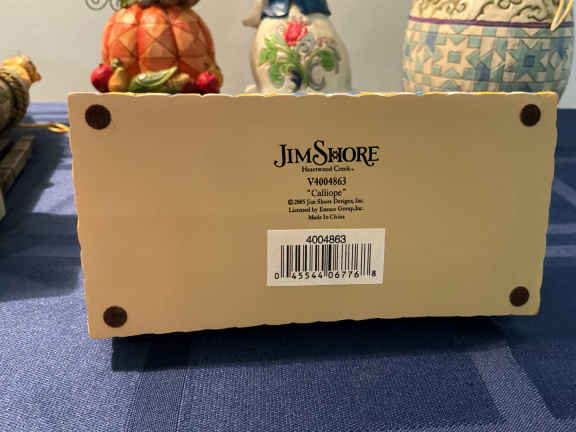 JIM SHORE
Heartwood Creek™
V4004863
"Calliope"
©2005 Jim Shore Designs, Inc.
Licensed by Enesco Group, Inc.
Made In China
4004863
0 45544 06776 8